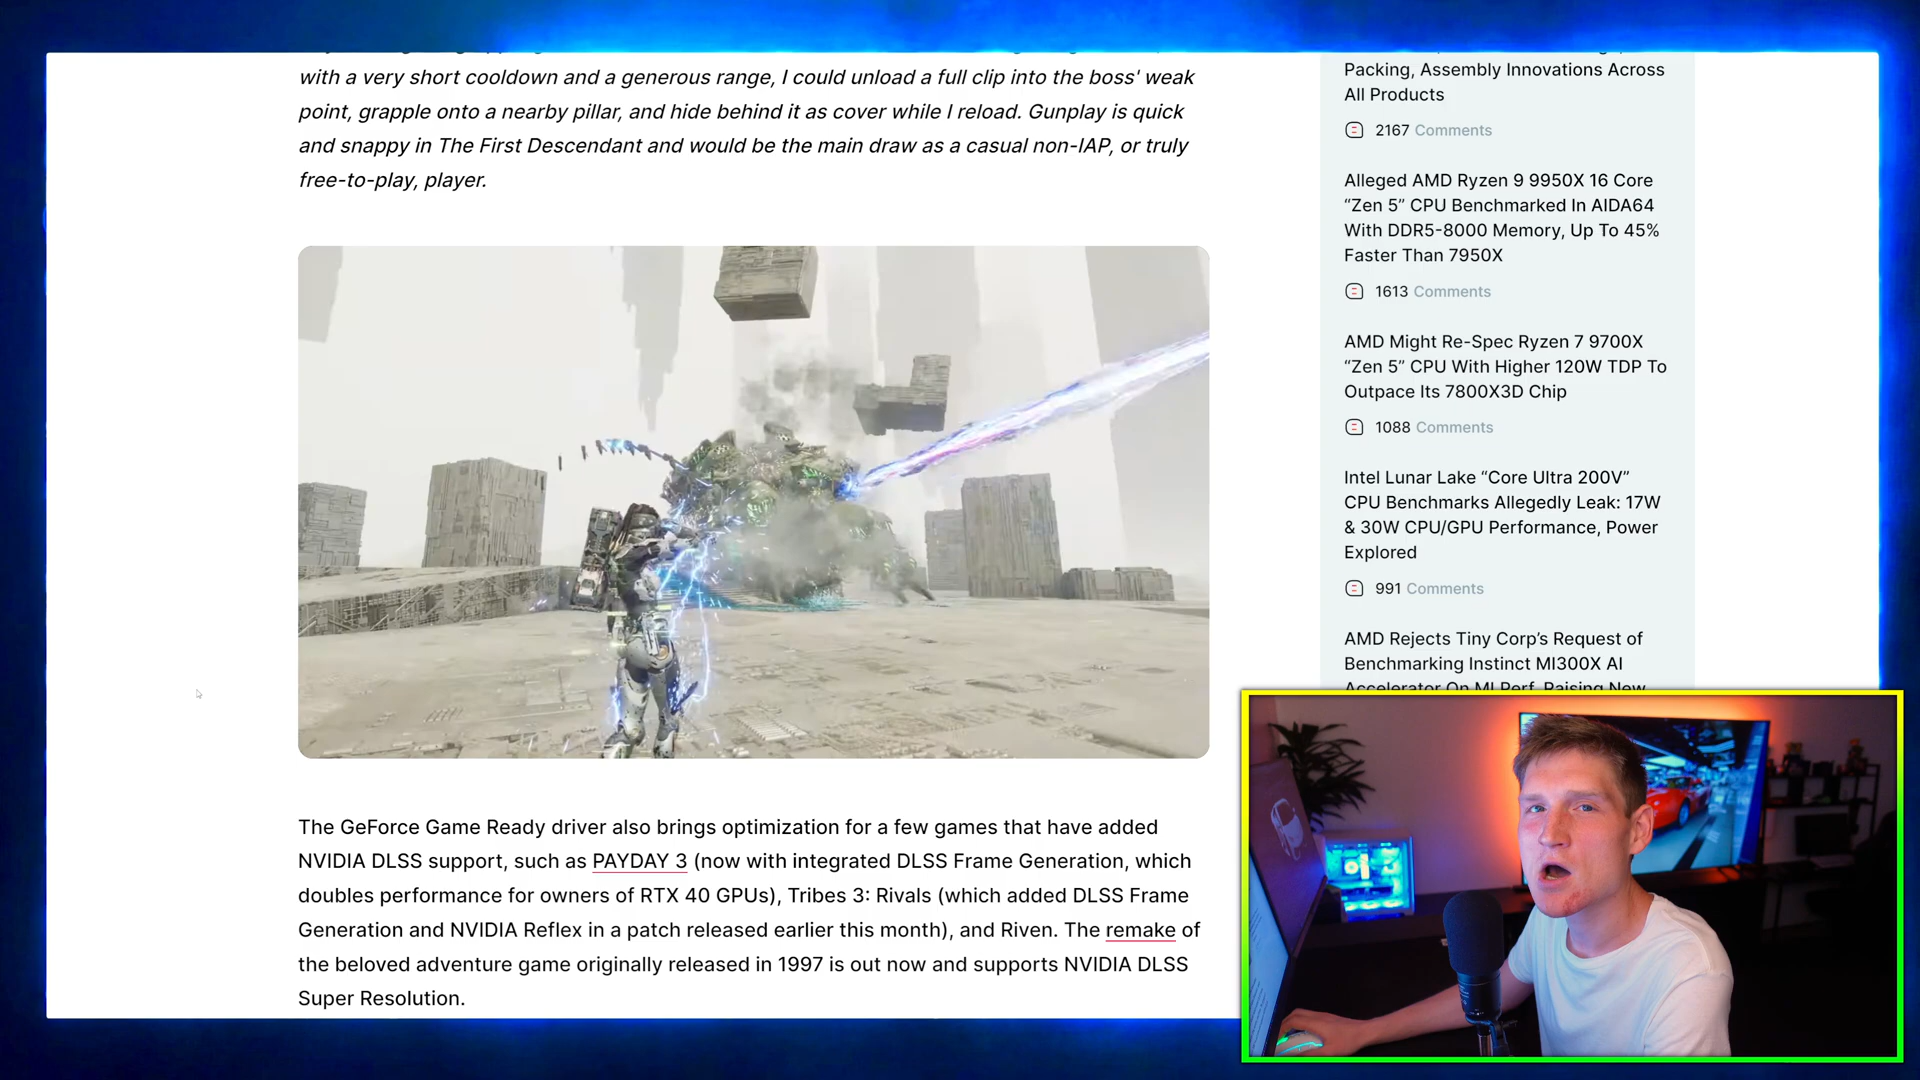 with a very short cooldown and a generous range, I could unload a full clip into the boss' weak
point, grapple onto a nearby pillar, and hide behind it as cover while I reload. Gunplay is quick
and snappy in The First Descendant and would be the main draw as a casual non-IAP, or truly
free-to-play, player.
The GeForce Game Ready driver also brings optimization for a few games that have added
NVIDIA DLSS support, such as PAYDAY 3 (now with integrated DLSS Frame Generation, which
doubles performance for owners of RTX 40 GPUs), Tribes 3: Rivals (which added DLSS Frame
Generation and NVIDIA Reflex in a patch released earlier this month), and Riven. The remake of
the beloved adventure game originally released in 1997 is out now and supports NVIDIA DLSS
Super Resolution.
Packing, Assembly Innovations Across
All Products
2167 Comments
Alleged AMD Ryzen 9 9950X 16 Core
“Zen 5” CPU Benchmarked In AIDA64
With DDR5-8000 Memory, Up To 45%
Faster Than 7950X
1613 Comments
AMD Might Re-Spec Ryzen 7 9700X
“Zen 5” CPU With Higher 120W TDP To
Outpace Its 7800X3D Chip
1088 Comments
Intel Lunar Lake “Core Ultra 200V”
CPU Benchmarks Allegedly Leak: 17W
& 30W CPU/GPU Performance, Power
Explored
991 Comments
AMD Rejects Tiny Corp’s Request of
Benchmarking Instinct MI300X AI
Accelerator On MLPerf, Raising New